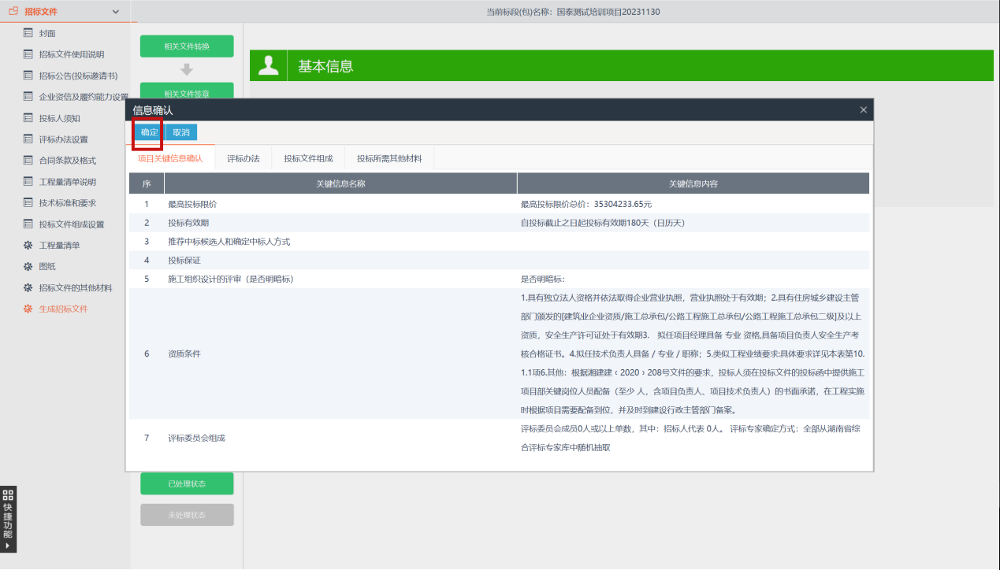 招标文件
当前标段(包)名称：国泰测试培训项目20231130
封面
招标文件使用说明
招标公告(投标邀请书)
企业资信及履约能力设置
投标人须知
评标办法设置
合同条款及格式
工程量清单说明
技术标准和要求
投标文件组成设置
工程量清单
图纸
招标文件的其他材料
生成招标文件
相关文件转换
相关文件签章
基本信息
信息确认
确定 取消
项目关键信息确认 评标办法 投标文件组成 投标所需其他材料
序 关键信息名称 关键信息内容
1 最高投标限价 最高投标限价总价：35304233.65元
2 投标有效期 自投标截止之日起投标有效期180天（日历天）
3 推荐中标候选人和确定中标人方式
4 投标保证
5 施工组织设计的评审（是否明暗标） 是否明暗标：
6 资质条件
1.具有独立法人资格并依法取得企业营业执照，营业执照处于有效期；2.具有住房城乡建设主管
部门颁发的[建筑业企业资质/施工总承包/公路工程施工总承包/公路工程施工总承包二级]及以上
资质，安全生产许可证处于有效期3. 拟任项目经理具备 专业 资格,具备项目负责人安全生产考
核合格证书。4.拟任技术负责人具备 / 专业 / 职称；5.类似工程业绩要求:具体要求详见本表第10.
1.1项6.其他：根据湘建建﹤2020﹥208号文件的要求，投标人须在投标文件的投标函中提供施工
项目部关键岗位人员配备（至少 人，含项目负责人、项目技术负责人）的书面承诺，在工程实施
时根据项目需要配备到位，并及时到建设行政主管部门备案。
7 评标委员会组成
评标委员会成员0人或以上单数，其中：招标人代表 0人。 评标专家确定方式：全部从湖南省综
合评标专家库中随机抽取
已处理状态
未处理状态
快捷功能